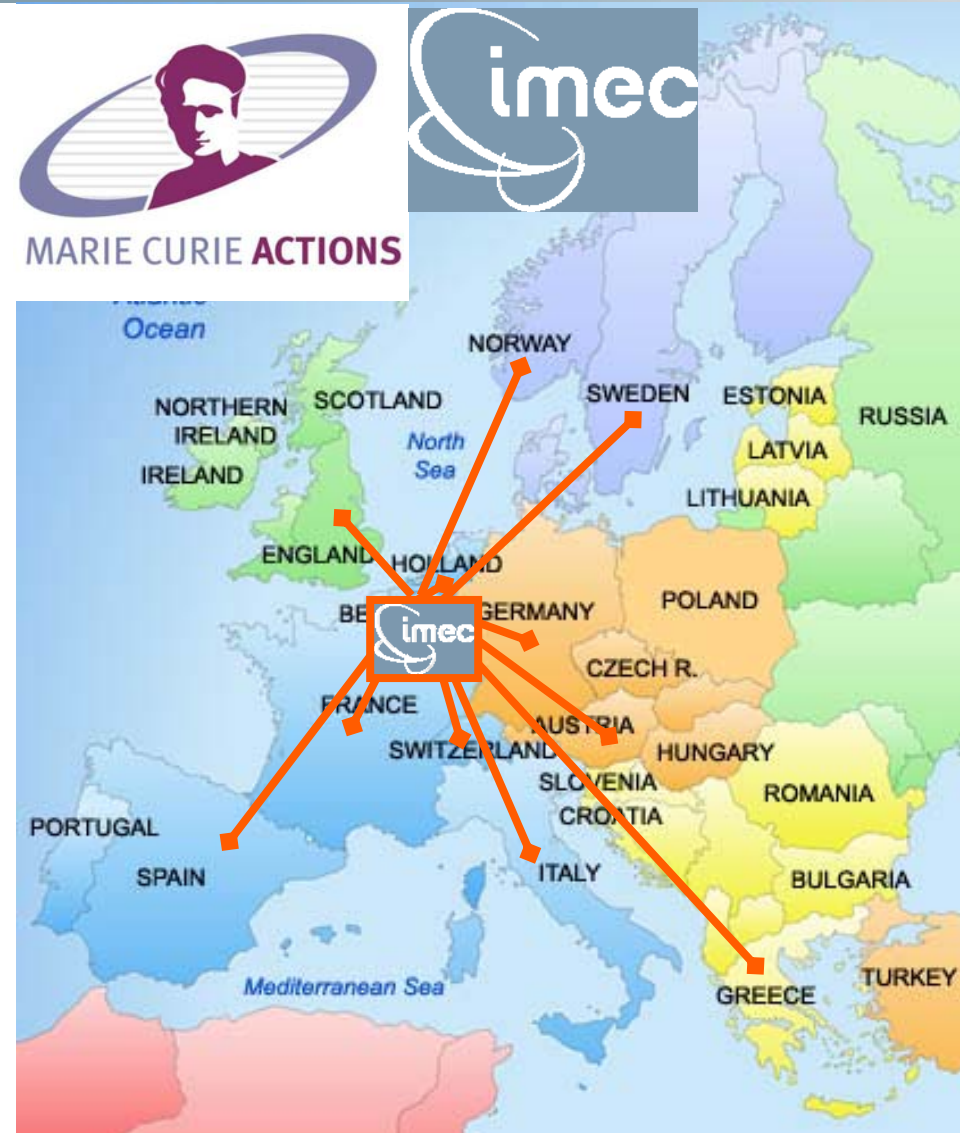 imec
MARIE CURIE ACTIONS
Ocean
NORWAY
SWEDEN
ESTONIA
RUSSIA
NORTHERN
IRELAND
SCOTLAND
North
Sea
LATVIA
IRELAND
LITHUANIA
ENGLAND
HOLLAND
BE
imec
GERMANY
POLAND
CZECH R.
FRANCE
AUSTRIA
SWITZERLAND
HUNGARY
SLOVENIA
ROMANIA
CROATIA
PORTUGAL
SPAIN
ITALY
BULGARIA
Mediterranean Sea
TURKEY
GREECE